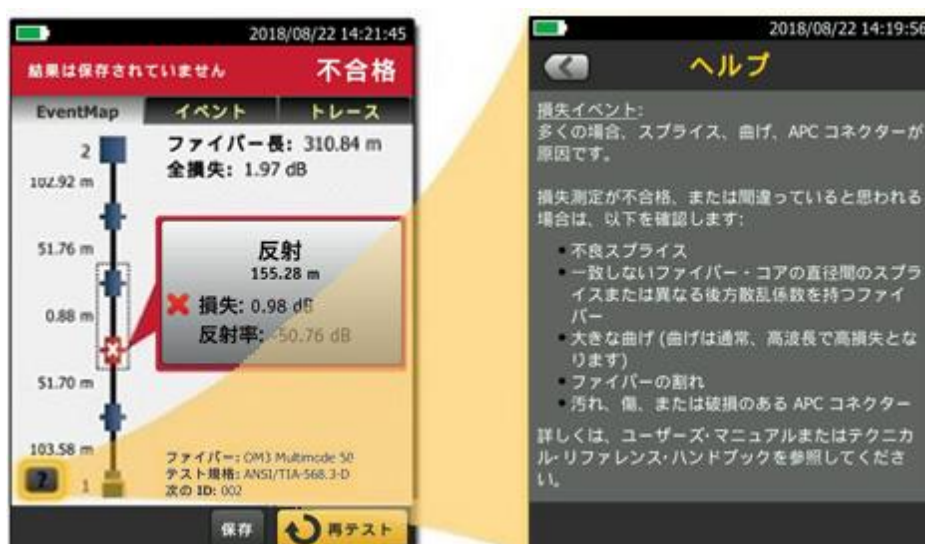 2018/08/22 14:21:45
結果は保存されていません 不合格
EventMap イベント トレース
ファイバー長: 310.84 m
全損失: 1.97 dB
2
102.92 m
51.76 m
0.88 m
51.70 m
103.58 m
1
反射
155.28 m
損失: 0.98 dB
反射率: -50.76 dB
ファイバー: OM3 Multimode 50
テスト規格: ANSI/TIA-568.3-D
次の ID: 002
?
保存 再テスト
2018/08/22 14:19:56
ヘルプ
損失イベント:
多くの場合、スプライス、曲げ、APC コネクターが
原因です。
損失測定が不合格、または間違っていると思われる
場合は、以下を確認します:
• 不良スプライス
• 一致しないファイバー・コアの直径間のスプラ
イスまたは異なる後方散乱係数を持つファイ
バー
• 大きな曲げ (曲げは通常、高波長で高損失とな
ります)
• ファイバーの割れ
• 汚れ、傷、または破損のある APC コネクター
詳しくは、ユーザーズ・マニュアルまたはテクニカ
ル・リファレンス・ハンドブックを参照してくださ
い。